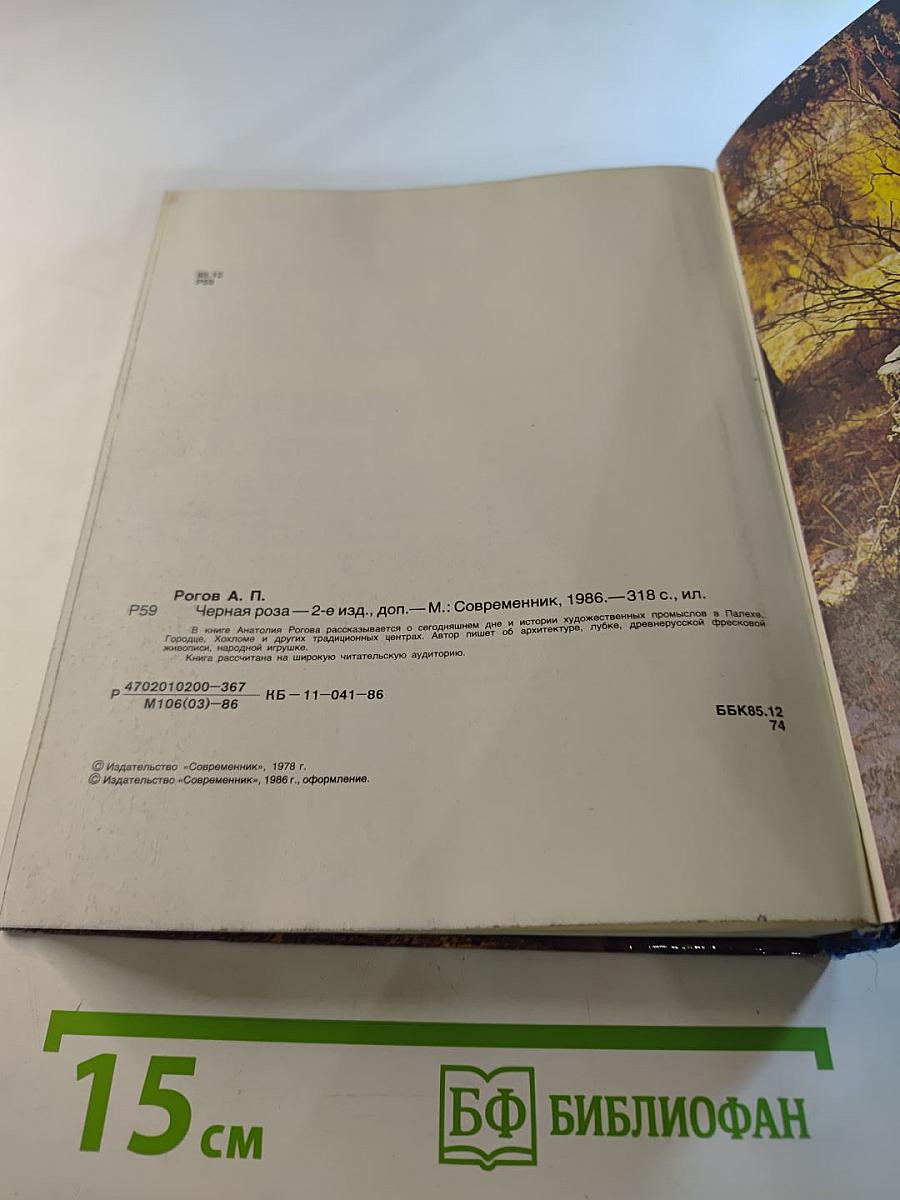 85.12
Р59
Рогов А. П.
Р59 Черная роза — 2-е изд., доп.— М.: Современник, 1986.— 318 с., ил.
В книге Анатолия Рогова рассказывается о сегодняшнем дне и истории художественных промыслов в Палехе,
Городце, Хохломе и других традиционных центрах. Автор пишет об архитектуре, лубке, древнерусской фресковой
живописи, народной игрушке.
Книга рассчитана на широкую читательскую аудиторию.
4702010200—367
Р КБ—11—041—86
М106(03)—86
ББК85.12
74
© Издательство «Современник», 1978 г.
© Издательство «Современник», 1986 г., оформление.
15 см
БФ БИБЛИОФАН